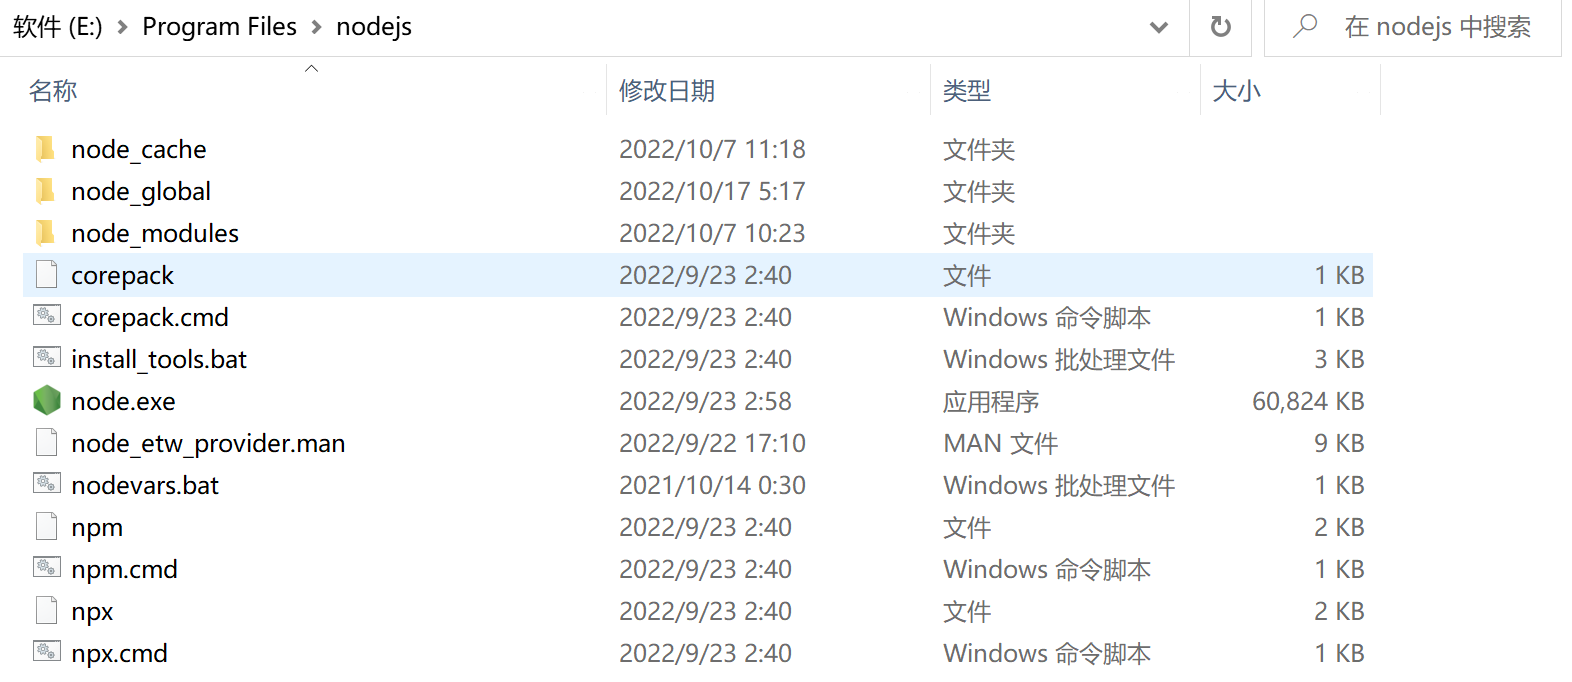 软件 (E:) > Program Files > nodejs 在 nodejs 中搜索
名称 修改日期 类型 大小
node_cache 2022/10/7 11:18 文件夹
node_global 2022/10/17 5:17 文件夹
node_modules 2022/10/7 10:23 文件夹
corepack 2022/9/23 2:40 文件 1 KB
corepack.cmd 2022/9/23 2:40 Windows 命令脚本 1 KB
install_tools.bat 2022/9/23 2:40 Windows 批处理文件 3 KB
node.exe 2022/9/23 2:58 应用程序 60,824 KB
node_etw_provider.man 2022/9/22 17:10 MAN 文件 9 KB
nodevars.bat 2021/10/14 0:30 Windows 批处理文件 1 KB
npm 2022/9/23 2:40 文件 2 KB
npm.cmd 2022/9/23 2:40 Windows 命令脚本 1 KB
npx 2022/9/23 2:40 文件 2 KB
npx.cmd 2022/9/23 2:40 Windows 命令脚本 1 KB